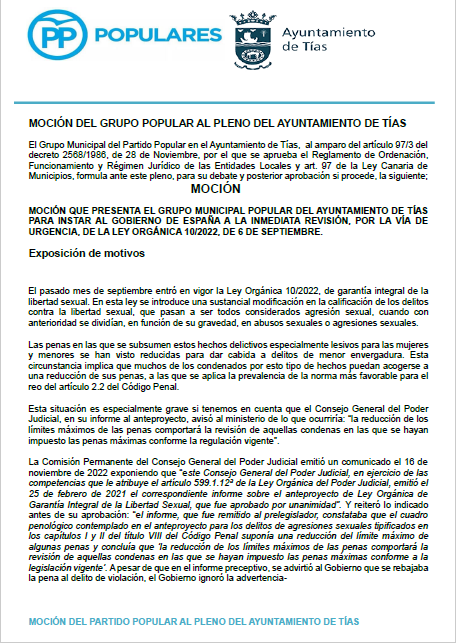 PP POPULARES
Ayuntamiento
de Tías
MOCIÓN DEL GRUPO POPULAR AL PLENO DEL AYUNTAMIENTO DE TÍAS
El Grupo Municipal del Partido Popular en el Ayuntamiento de Tías, al amparo del artículo 97/3 del
decreto 2568/1986, de 28 de Noviembre, por el que se aprueba el Reglamento de Ordenación,
Funcionamiento y Régimen Jurídico de las Entidades Locales y art. 97 de la Ley Canaria de
Municipios, formula ante este pleno, para su debate y posterior aprobación si procede, la siguiente;
MOCIÓN
MOCIÓN QUE PRESENTA EL GRUPO MUNICIPAL POPULAR DEL AYUNTAMIENTO DE TÍAS
PARA INSTAR AL GOBIERNO DE ESPAÑA A LA INMEDIATA REVISIÓN, POR LA VÍA DE
URGENCIA, DE LA LEY ORGÁNICA 10/2022, DE 6 DE SEPTIEMBRE.
Exposición de motivos
El pasado mes de septiembre entró en vigor la Ley Orgánica 10/2022, de garantía integral de la
libertad sexual. En esta ley se introduce una sustancial modificación en la calificación de los delitos
contra la libertad sexual, que pasan a ser todos considerados agresión sexual, cuando con
anterioridad se dividían, en función de su gravedad, en abusos sexuales o agresiones sexuales.
Las penas en las que se subsumen estos hechos delictivos especialmente lesivos para las mujeres
y menores se han visto reducidas para dar cabida a delitos de menor envergadura. Esta
circunstancia implica que muchos de los condenados por este tipo de hechos puedan acogerse a
una reducción de sus penas, a las que se aplica la prevalencia de la norma más favorable para el
reo del artículo 2.2 del Código Penal.
Esta situación es especialmente grave si tenemos en cuenta que el Consejo General del Poder
Judicial, en su informe al anteproyecto, avisó al ministerio de lo que ocurriría: “la reducción de los
límites máximos de las penas comportará la revisión de aquellas condenas en las que se hayan
impuesto las penas máximas conforme la regulación vigente”.
La Comisión Permanente del Consejo General del Poder Judicial emitió un comunicado el 16 de
noviembre de 2022 exponiendo que "este Consejo General del Poder Judicial, en ejercicio de las
competencias que le atribuye el artículo 599.1.12ª de la Ley Orgánica del Poder Judicial, emitió el
25 de febrero de 2021 el correspondiente informe sobre el anteproyecto de Ley Orgánica de
Garantía Integral de la Libertad Sexual, que fue aprobado por unanimidad”. Y reiteró lo indicado
antes de su aprobación: "el informe, que fue remitido al prelegislador, constataba que el cuadro
penológico contemplado en el anteproyecto para los delitos de agresiones sexuales tipificados en
los capítulos I y II del título VIII del Código Penal suponía una reducción del límite máximo de
algunas penas y concluía que ‘la reducción de los límites máximos de las penas comportará la
revisión de aquellas condenas en las que se hayan impuesto las penas máximas conforme a la
legislación vigente’. A pesar de que en el informe preceptivo, se advirtió al Gobierno que se rebajaba
la pena al delito de violación, el Gobierno ignoró la advertencia-
MOCIÓN DEL PARTIDO POPULAR AL PLENO DEL AYUNTAMIENTO DE TÍAS